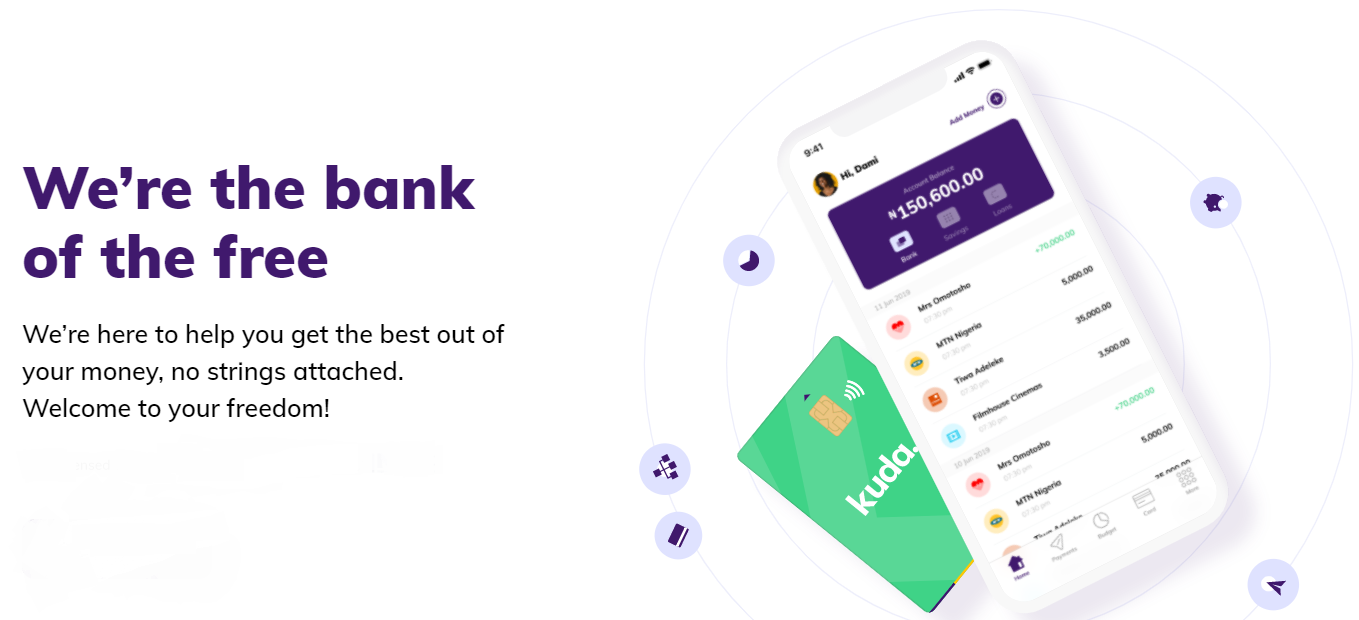 We’re the bank
of the free
We’re here to help you get the best out of
your money, no strings attached.
Welcome to your freedom!
9:41
Add Money
Hi, Dami
Account Balance
₦150,600.00
Bank
Savings
Loans
11 Jun 2019
+70,000.00
Mrs Omotosho
07:30 pm
5,000.00
MTN Nigeria
07:30 pm
35,000.00
Tiwa Adeleke
07:30 pm
3,500.00
Filmhouse Cinemas
07:30 pm
10 Jun 2019
+70,000.00
Mrs Omotosho
07:30 pm
5,000.00
MTN Nigeria
07:30 pm
35,000.00
Tiwa Adeleke
Home
Payments
Budget
Card
More
kuda.